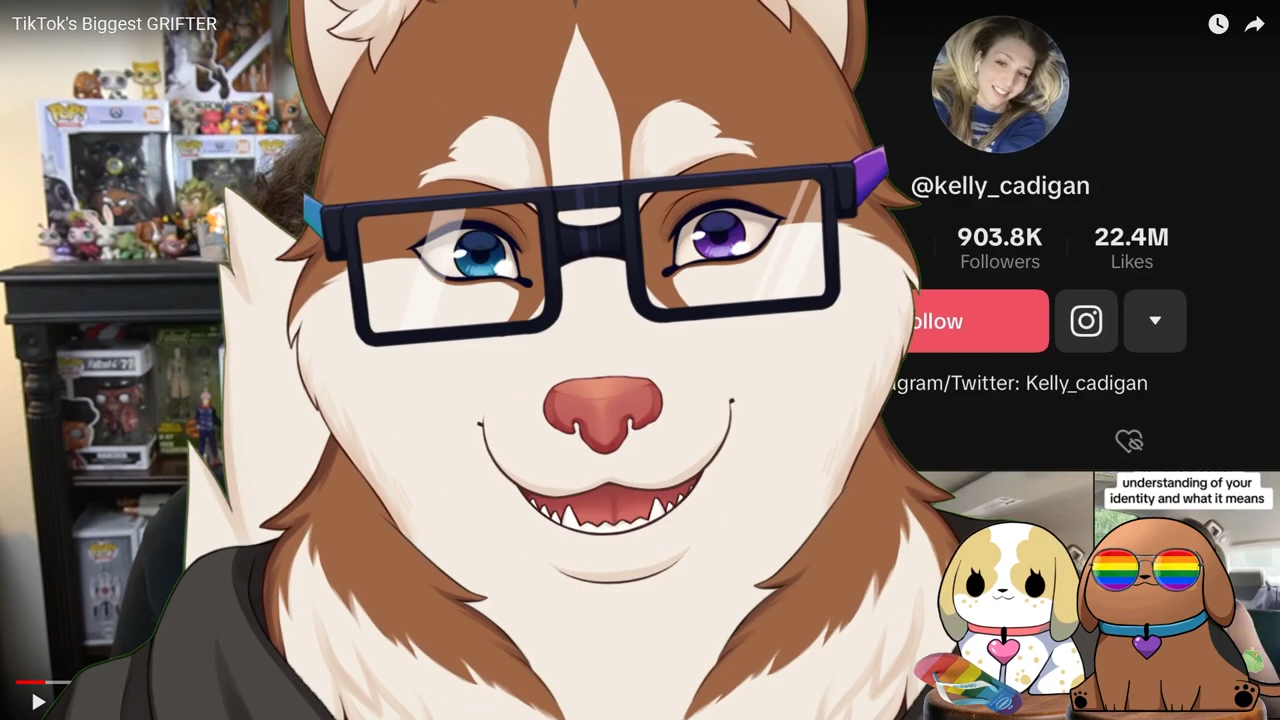 TikTok's Biggest GRIFTER
@kelly_cadigan
903.8K
22.4M
Followers
Likes
ollow
gram/Twitter: Kelly_cadigan
understanding of your
identity and what it means